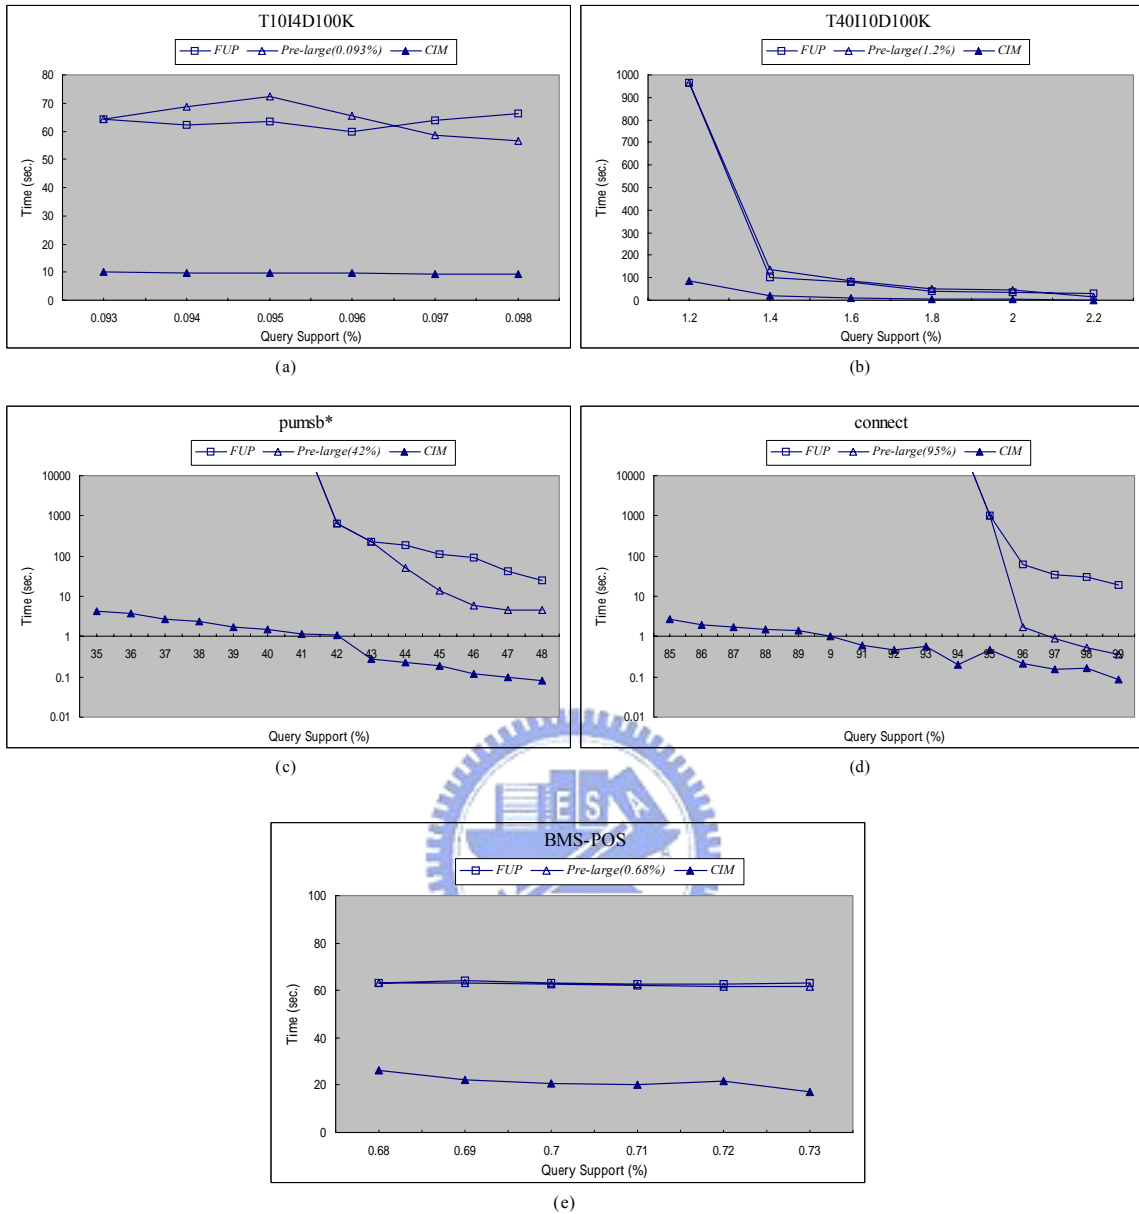 T10I4D100K
FUP Pre-large(0.093%) CIM
80
70
60
50
40
30
20
10
0
Time (sec.)
0.093 0.094 0.095 0.096 0.097 0.098
Query Support (%)
(a)
T40I10D100K
FUP Pre-large(1.2%) CIM
1000
900
800
700
600
500
400
300
200
100
0
Time (sec.)
1.2 1.4 1.6 1.8 2 2.2
Query Support (%)
(b)
pumsb*
FUP Pre-large(42%) CIM
10000
1000
100
10
1
0.1
0.01
Time (sec.)
35 36 37 38 39 40 41 42 43 44 45 46 47 48
Query Support (%)
(c)
connect
FUP Pre-large(95%) CIM
10000
1000
100
10
1
0.1
0.01
Time (sec.)
85 86 87 88 89 9 91 92 93 94 95 96 97 98 99
Query Support (%)
(d)
ESA
BMS-POS
FUP Pre-large(0.68%) CIM
100
80
60
40
20
0
Time (sec.)
0.68 0.69 0.7 0.71 0.72 0.73
Query Support (%)
(e)